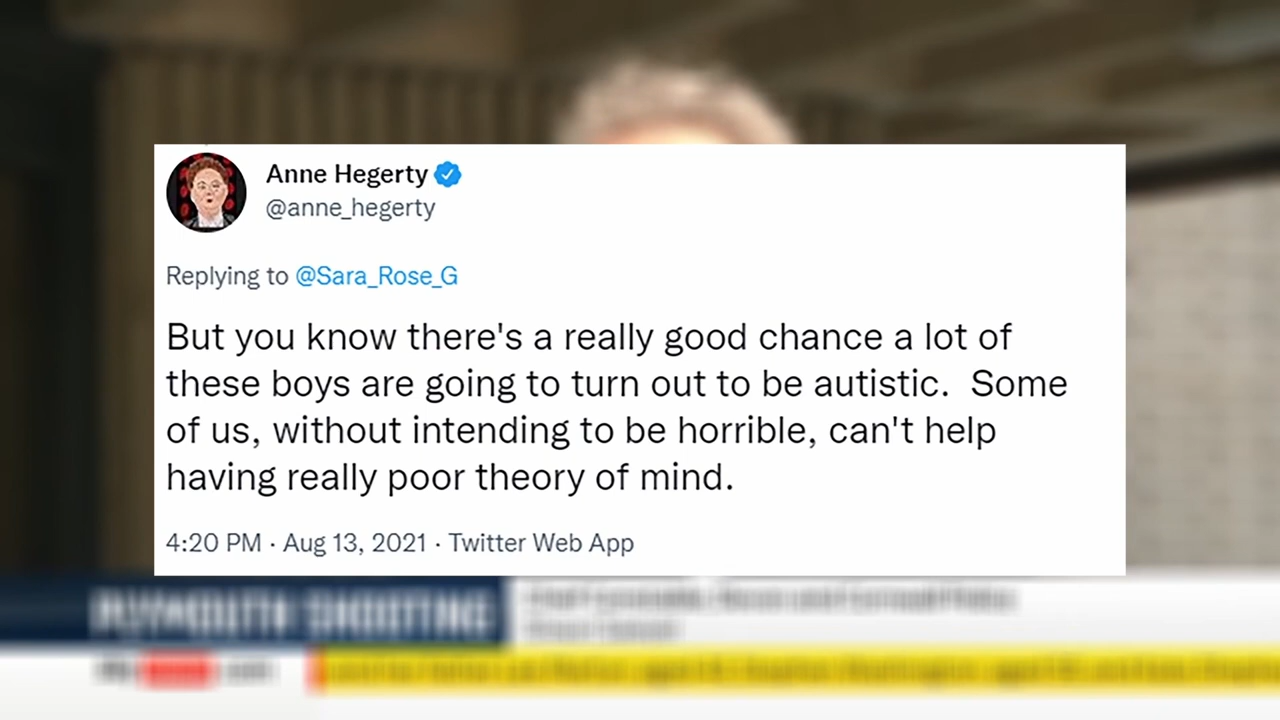 Anne Hegerty
@anne_hegerty
Replying to @Sara_Rose_G
But you know there's a really good chance a lot of
these boys are going to turn out to be autistic.  Some
of us, without intending to be horrible, can't help
having really poor theory of mind.
4:20 PM · Aug 13, 2021 · Twitter Web App
PLYMOUTH SHOOTING